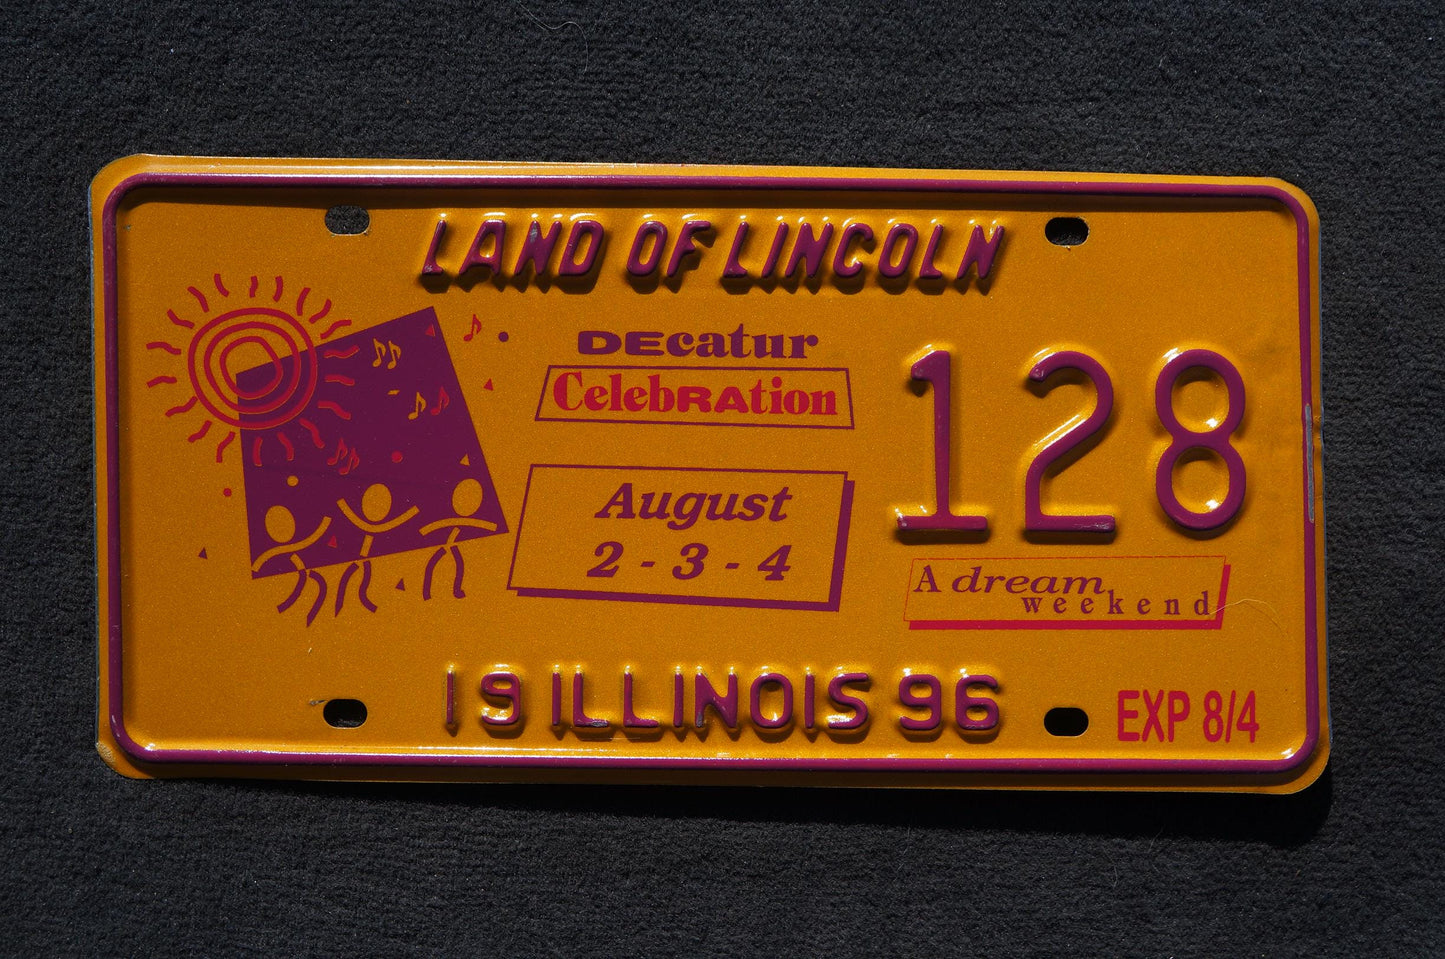 LAND OF LINCOLN
DEcatur
CelebRAtion
August
2 - 3 - 4
128
A dream
weekend
19 ILLINOIS 96
EXP 8/4